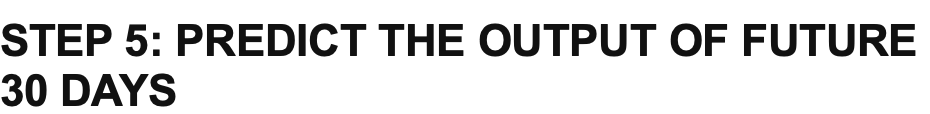 STEP 5: PREDICT THE OUTPUT OF FUTURE
30 DAYS